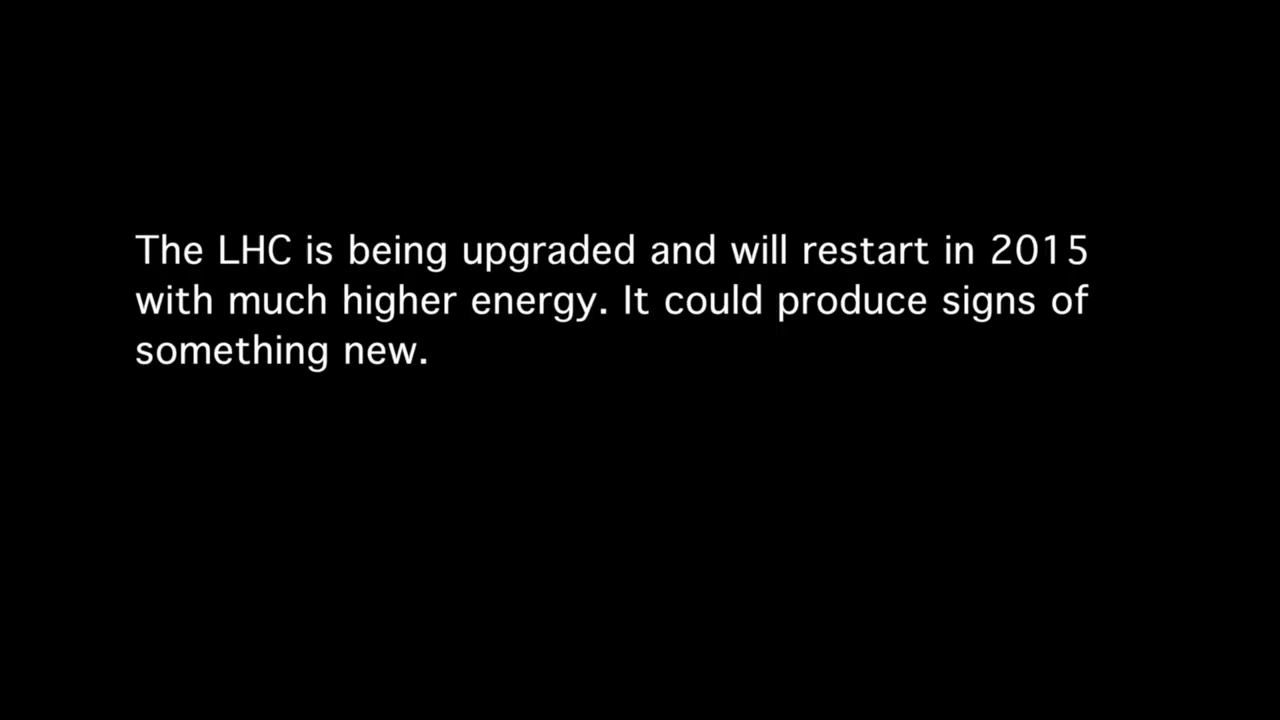 The LHC is being upgraded and will restart in 2015
with much higher energy. It could produce signs of
something new.